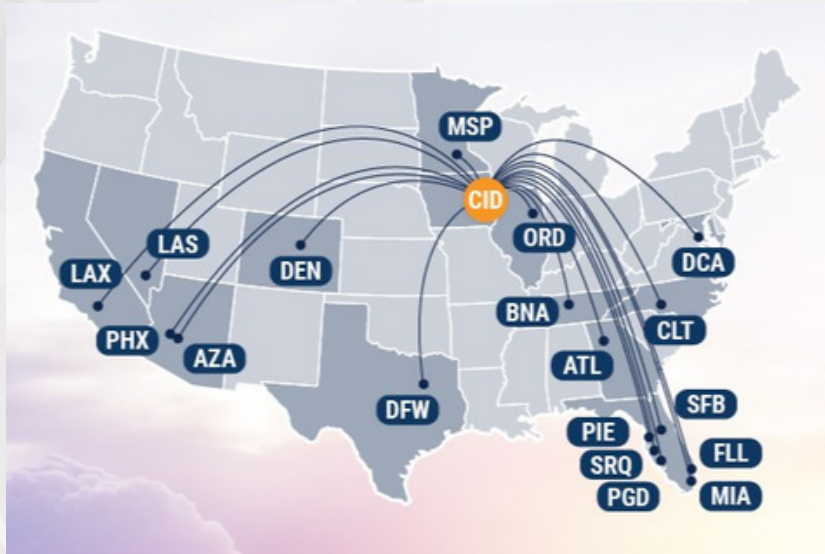 MSP
CID
ORD
LAS
DCA
LAX
DEN
BNA
CLT
PHX
AZA
ATL
DFW
SFB
PIE
FLL
SRQ
PGD
MIA